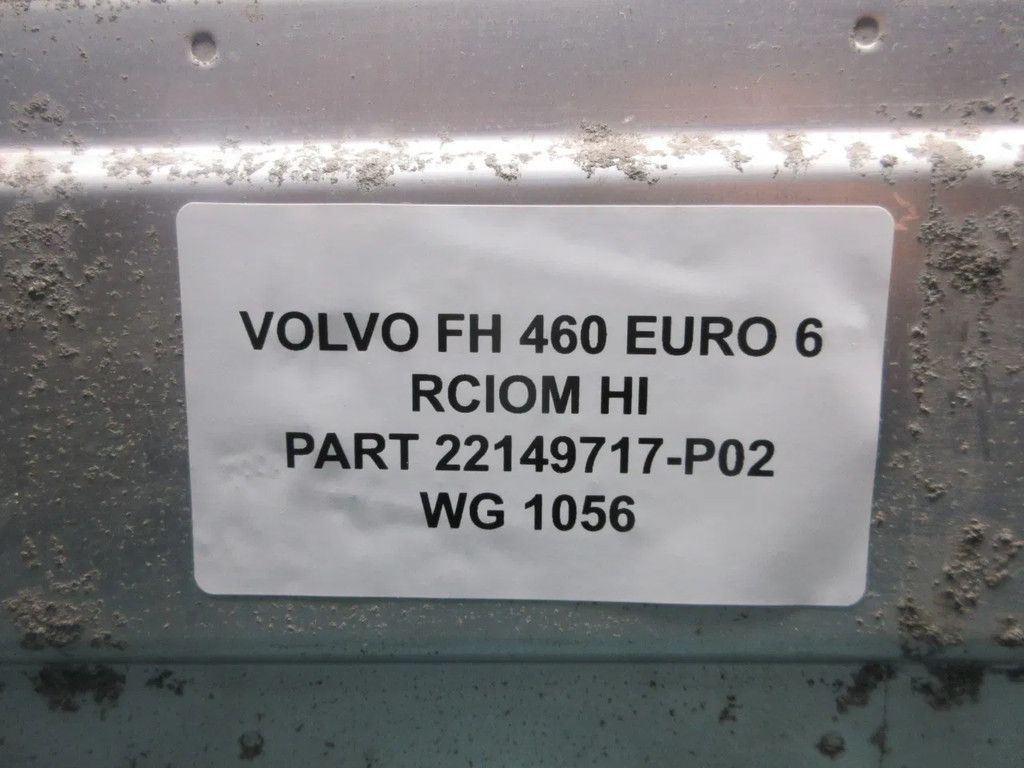 VOLVO FH 460 EURO 6
RCIOM HI
PART 22149717-P02
WG 1056